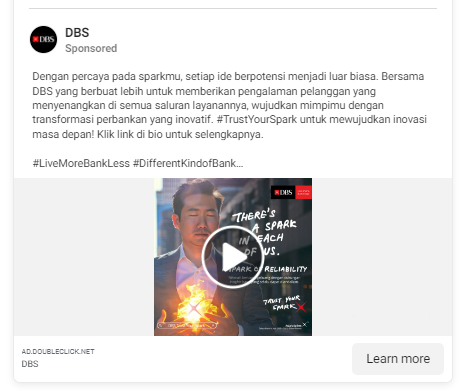 DBS
Sponsored
Dengan percaya pada sparkmu, setiap ide berpotensi menjadi luar biasa. Bersama
DBS yang berbuat lebih untuk memberikan pengalaman pelanggan yang
menyenangkan di semua saluran layanannya, wujudkan mimpimu dengan
transformasi perbankan yang inovatif. #TrustYourSpark untuk mewujudkan inovasi
masa depan! Klik link di bio untuk selengkapnya.
#LiveMoreBankLess #DifferentKindofBank...
DBS
THERE'S
A SPARK
IN EACH
OF US.
SPARK OF RELIABILITY
TRUST YOUR
SPARK
AD.DOUBLECLICK.NET
DBS
Learn more